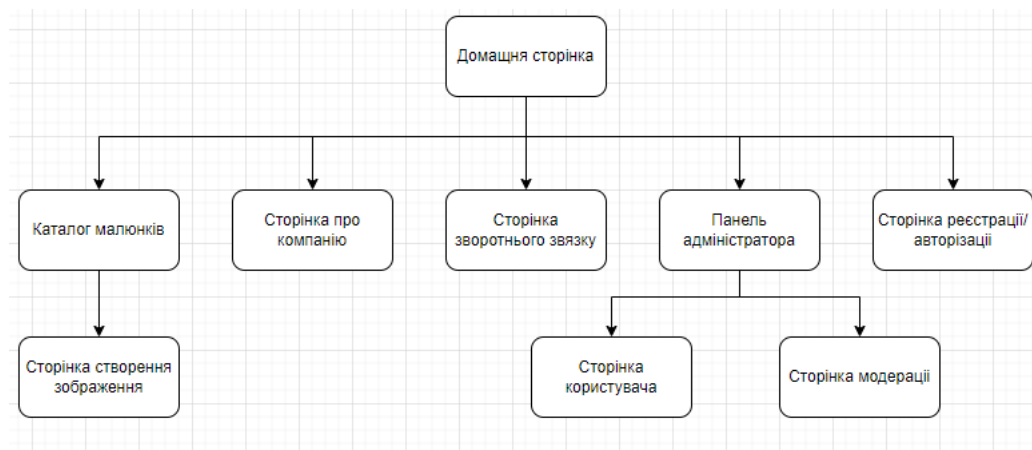 Домащня сторінка
Каталог малюнків
Сторінка про
компанію
Сторінка
зворотнього звязку
Панель
адміністратора
Сторінка реєстрації/
авторізації
Сторінка створення
зображення
Сторінка
користувача
Сторінка модерації